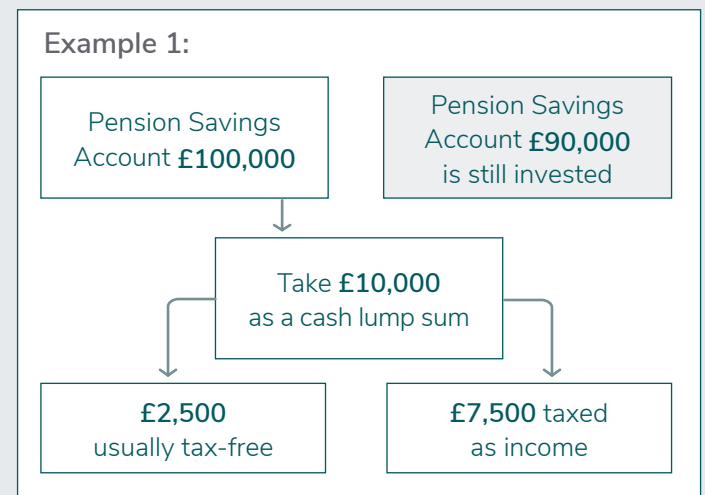 Example 1:
Pension Savings
Account £100,000
Pension Savings
Account £90,000
is still invested
Take £10,000
as a cash lump sum
£2,500
usually tax-free
£7,500 taxed
as income